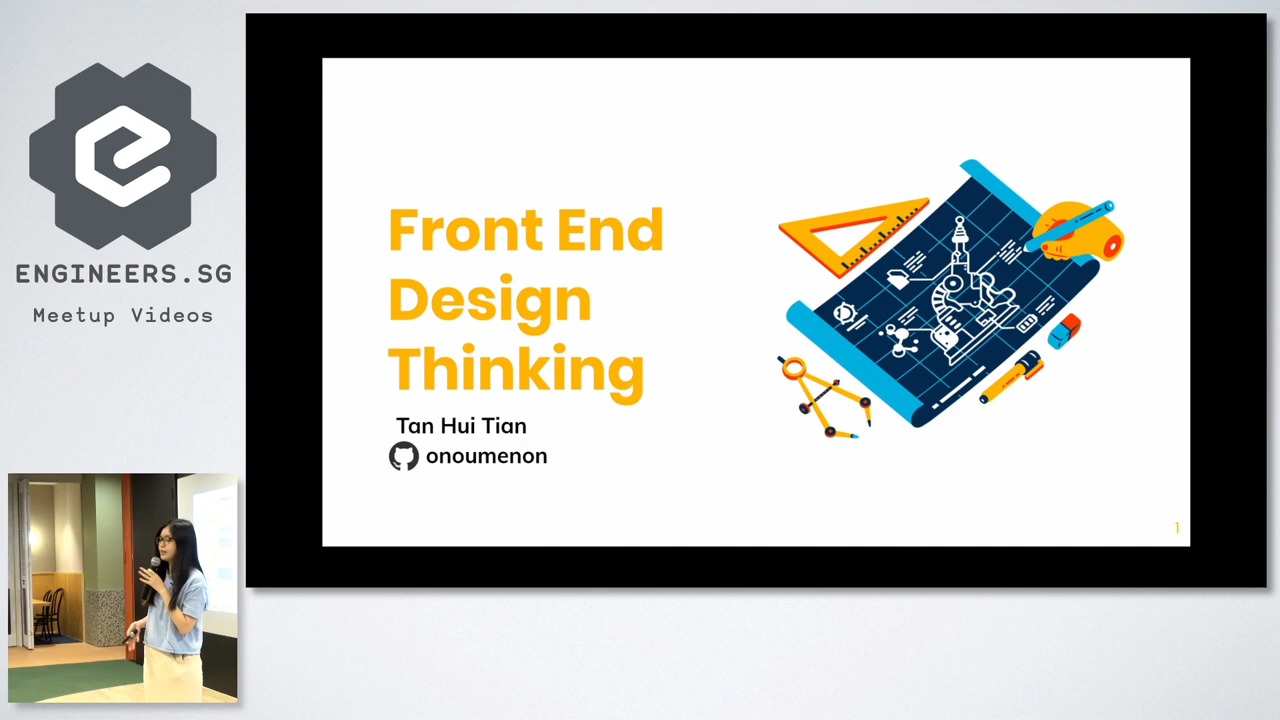 ENGINEERS.SG
Meetup Videos
Front End
Design
Thinking
Tan Hui Tian
onoumenon
1